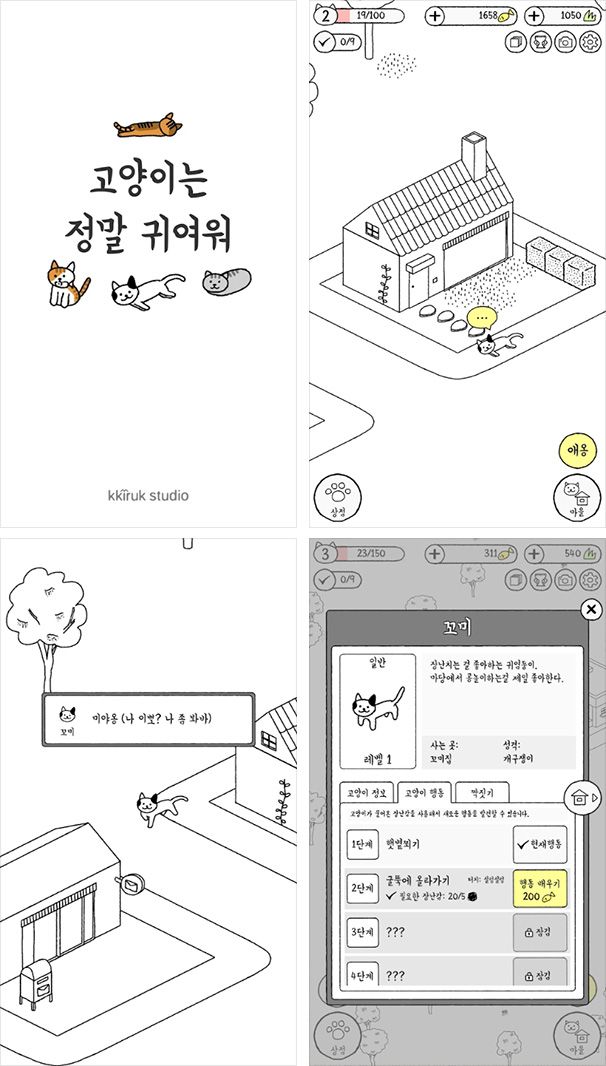 고양이는
정말 귀여워
kkiruk studio
2
19/100
1658
1050
0/9
...
애옹
상점
마을
미야옹 (나 이뻐? 나 좀 봐봐)
꼬미
3
23/150
311
540
0/9
꼬미
일반
장난치는 걸 좋아하는 귀염둥이.
마당에서 공놀이하는걸 제일 좋아한다.
레벨 1
사는 곳:
꼬미집
성격:
개구쟁이
고양이 정보
고양이 행동
짝짓기
1단계
햇볕쬐기
현재행동
2단계
굴뚝에 올라가기
필요한 장난감: 20/5
행동 배우기
200
3단계
???
잠김
4단계
???
잠김
상점
마을